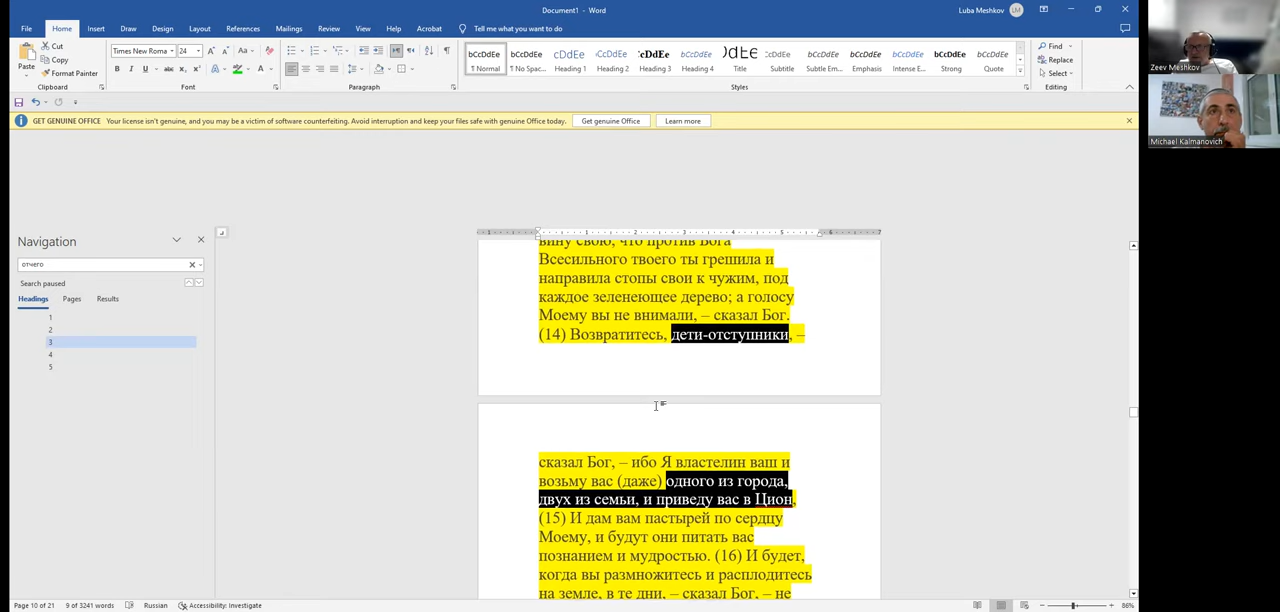 Document1 - Word
Luba Meshkov
LM
File Home Insert Draw Design Layout References Mailings Review View Help Acrobat Tell me what you want to do
Paste
Cut
Copy
Format Painter
Clipboard
Times New Roma 24
Font
Paragraph
¶ Normal
¶ No Spac...
Heading 1
Heading 2
Heading 3
Heading 4
Title
Subtitle
Subtle Em...
Emphasis
Intense E...
Strong
Quote
Styles
Find
Replace
Select
Editing
GET GENUINE OFFICE Your license isn't genuine, and you may be a victim of software counterfeiting. Avoid interruption and keep your files safe with genuine Office today. Get genuine Office Learn more
Navigation
отчего
Search paused
Headings Pages Results
1
2
3
4
5
вину свою, что против Бога
Всесильного твоего ты грешила и
направила стопы свои к чужим, под
каждое зеленеющее дерево; а голосу
Моему вы не внимали, – сказал Бог.
(14) Возвратитесь, дети-отступники, –
сказал Бог, – ибо Я властелин ваш и
возьму вас (даже) одного из города,
двух из семьи, и приведу вас в Цион.
(15) И дам вам пастырей по сердцу
Моему, и будут они питать вас
познанием и мудростью. (16) И будет,
когда вы размножитесь и расплодитесь
на земле, в те дни, – сказал Бог, – не
Page 10 of 21 9 of 3241 words Russian Accessibility: Investigate
86%
Zeev Meshkov
Michael Kalmanovich